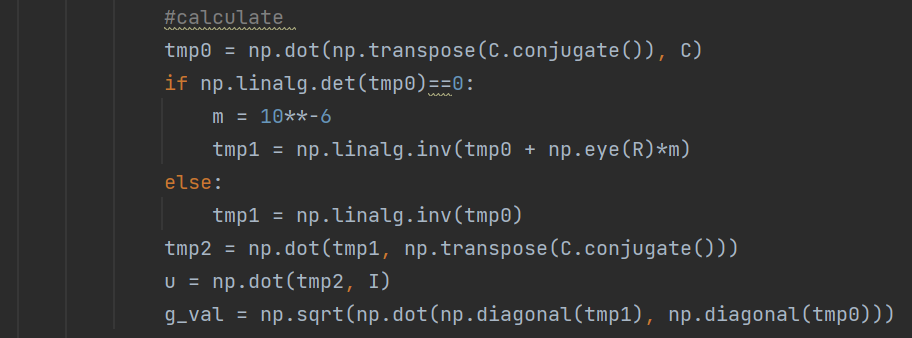 #calculate
tmp0 = np.dot(np.transpose(C.conjugate()), C)
if np.linalg.det(tmp0)==0:
m = 10**-6
tmp1 = np.linalg.inv(tmp0 + np.eye(R)*m)
else:
tmp1 = np.linalg.inv(tmp0)
tmp2 = np.dot(tmp1, np.transpose(C.conjugate()))
u = np.dot(tmp2, I)
g_val = np.sqrt(np.dot(np.diagonal(tmp1), np.diagonal(tmp0)))